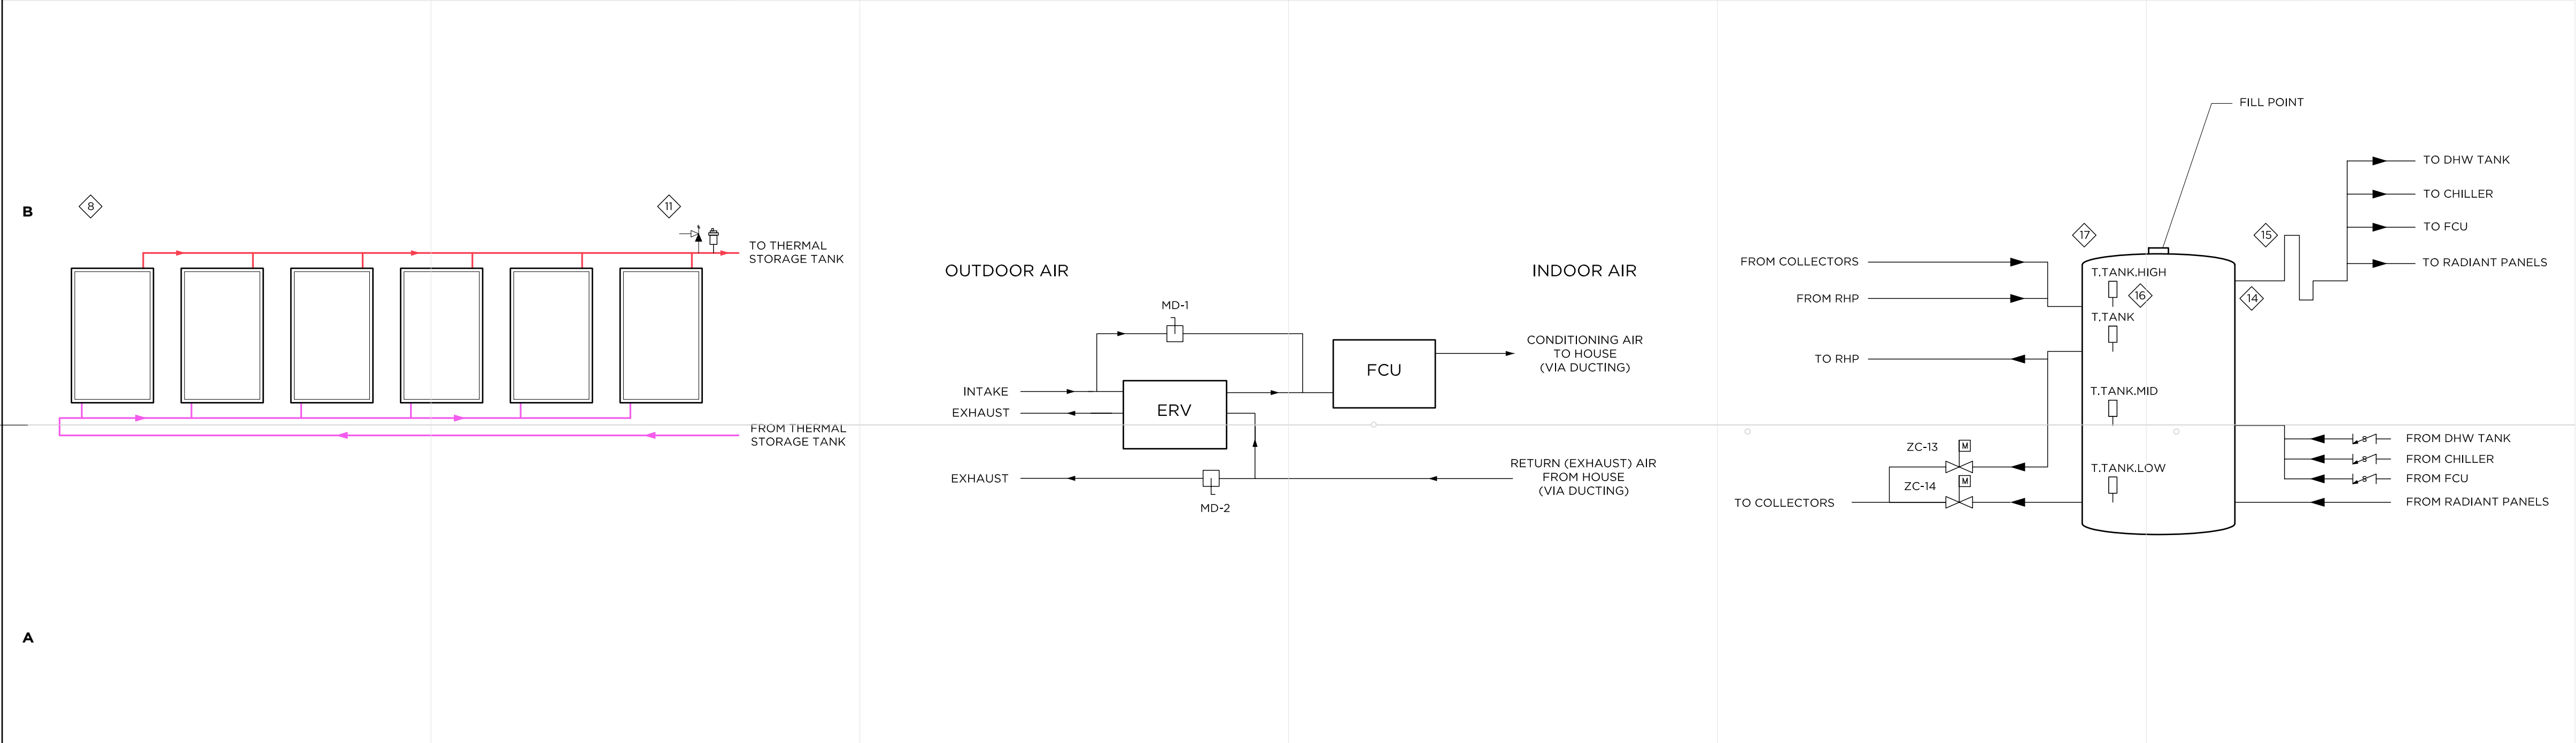 B
8
11
TO THERMAL
STORAGE TANK
FROM THERMAL
STORAGE TANK
A
OUTDOOR AIR
INDOOR AIR
MD-1
INTAKE
EXHAUST
ERV
FCU
CONDITIONING AIR
TO HOUSE
(VIA DUCTING)
EXHAUST
MD-2
RETURN (EXHAUST) AIR
FROM HOUSE
(VIA DUCTING)
FILL POINT
17
15
14
16
FROM COLLECTORS
FROM RHP
TO RHP
ZC-13
M
ZC-14
M
TO COLLECTORS
T.TANK.HIGH
T.TANK
T.TANK.MID
T.TANK.LOW
TO DHW TANK
TO CHILLER
TO FCU
TO RADIANT PANELS
S
FROM DHW TANK
S
FROM CHILLER
S
FROM FCU
FROM RADIANT PANELS